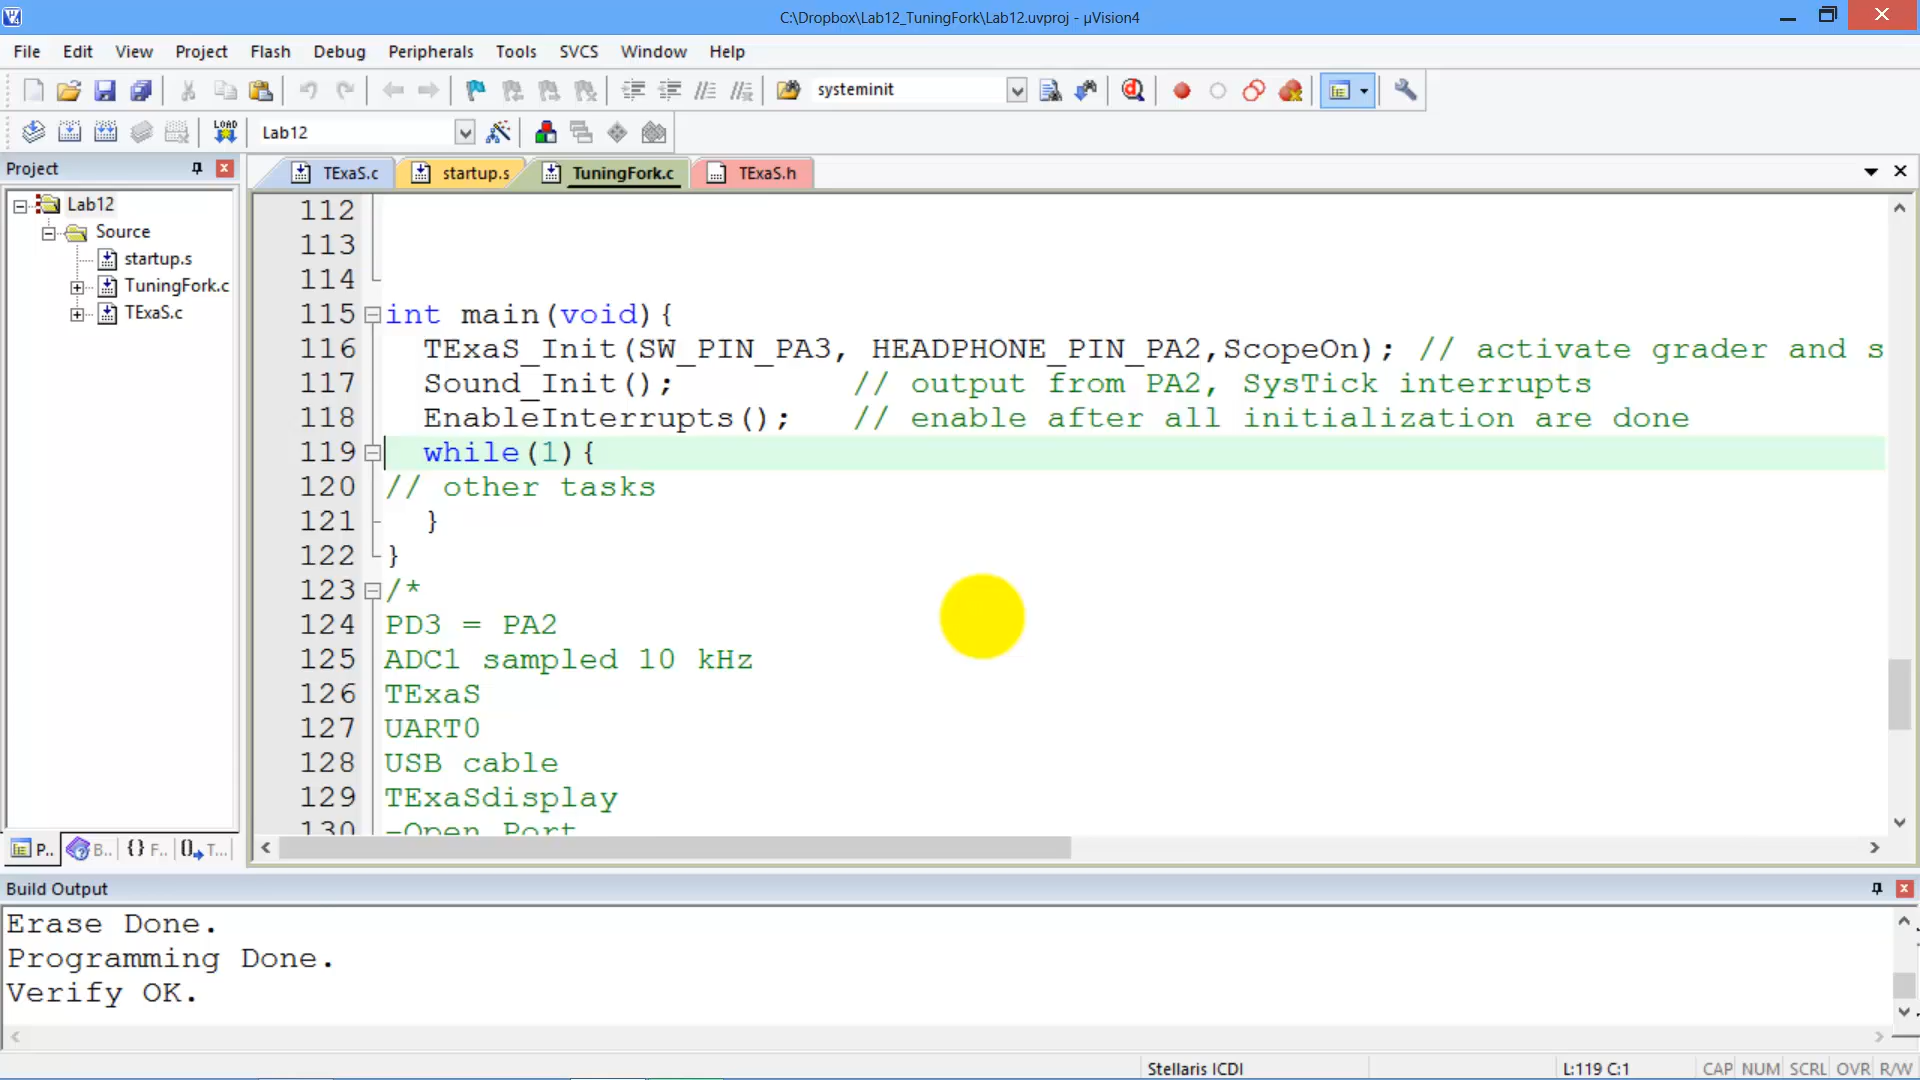 C:\Dropbox\Lab12_TuningFork\Lab12.uvproj - µVision4
File Edit View Project Flash Debug Peripherals Tools SVCS Window Help
systeminit
LOAD Lab12
Project
TExaS.c startup.s TuningFork.c TExaS.h
Lab12
Source
startup.s
TuningFork.c
TExaS.c
112
113
114
115 int main(void){
116 TExaS_Init(SW_PIN_PA3, HEADPHONE_PIN_PA2,ScopeOn); // activate grader and s
117 Sound_Init(); // output from PA2, SysTick interrupts
118 EnableInterrupts(); // enable after all initialization are done
119 while(1){
120 // other tasks
121 }
122 }
123 /*
124 PD3 = PA2
125 ADC1 sampled 10 kHz
126 TExaS
127 UART0
128 USB cable
129 TExaSdisplay
130 -Open Port
P.. B.. {} F.. T...
Build Output
Erase Done.
Programming Done.
Verify OK.
Stellaris ICDI L:119 C:1 CAP NUM SCRL OVR R/W